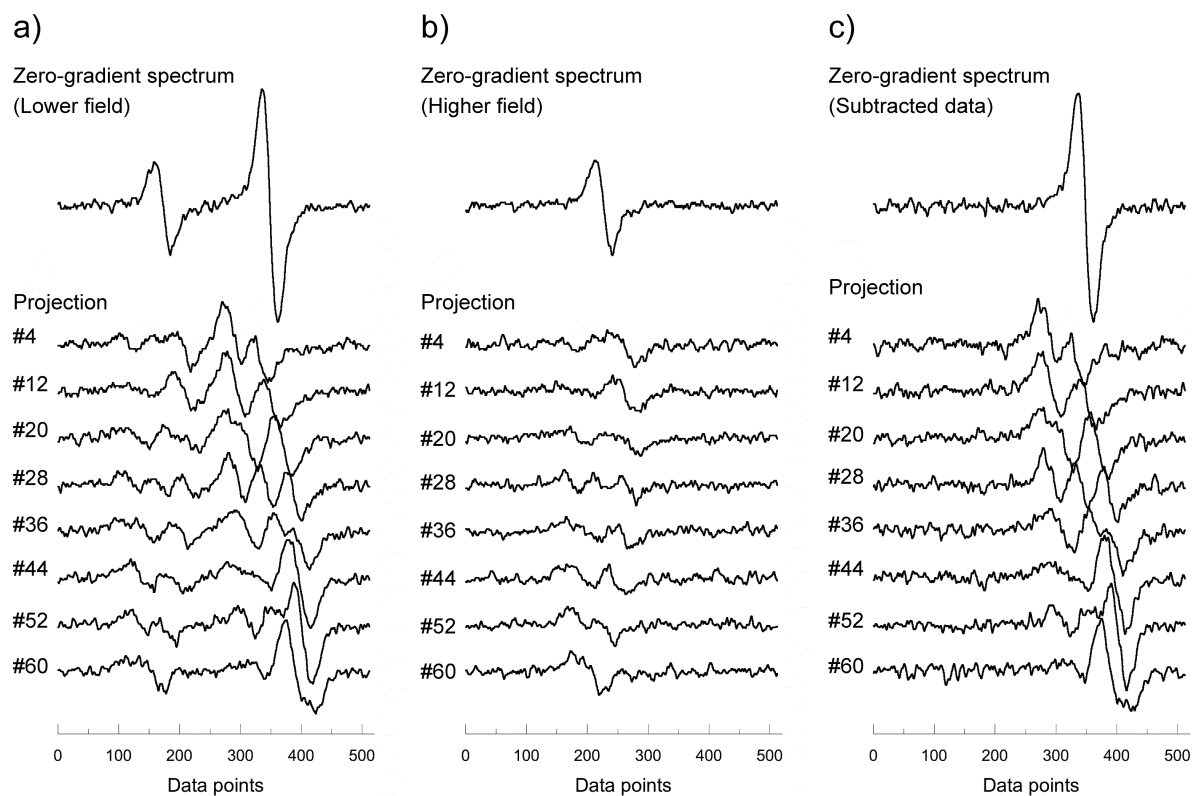 a)
Zero-gradient spectrum
(Lower field)
Projection
#4
#12
#20
#28
#36
#44
#52
#60
0 100 200 300 400 500
Data points
b)
Zero-gradient spectrum
(Higher field)
Projection
#4
#12
#20
#28
#36
#44
#52
#60
0 100 200 300 400 500
Data points
c)
Zero-gradient spectrum
(Subtracted data)
Projection
#4
#12
#20
#28
#36
#44
#52
#60
0 100 200 300 400 500
Data points